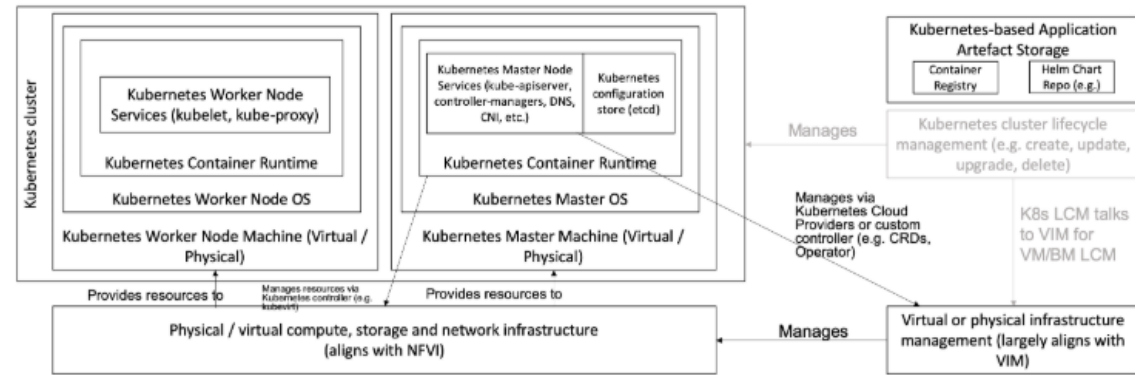 Kubernetes cluster
Kubernetes Worker Node
Services (kubelet, kube-proxy)
Kubernetes Container Runtime
Kubernetes Worker Node OS
Kubernetes Worker Node Machine (Virtual /
Physical)
Kubernetes Master Node
Services (kube-apiserver,
controller-managers, DNS,
CNI, etc.)
Kubernetes
configuration
store (etcd)
Kubernetes Container Runtime
Kubernetes Master OS
Kubernetes Master Machine (Virtual /
Physical)
Kubernetes-based Application
Artefact Storage
Container
Registry
Helm Chart
Repo (e.g.)
Manages
Kubernetes cluster lifecycle
management (e.g. create, update,
upgrade, delete)
Manages via
Kubernetes Cloud
Providers or custom
controller (e.g. CRDs,
Operator)
K8s LCM talks
to VIM for
VM/BM LCM
Provides resources to
Manages resources via
Kubernetes controller (e.g.
kubevirt)
Provides resources to
Physical / virtual compute, storage and network infrastructure
(aligns with NFVI)
Manages
Virtual or physical infrastructure
management (largely aligns with
VIM)